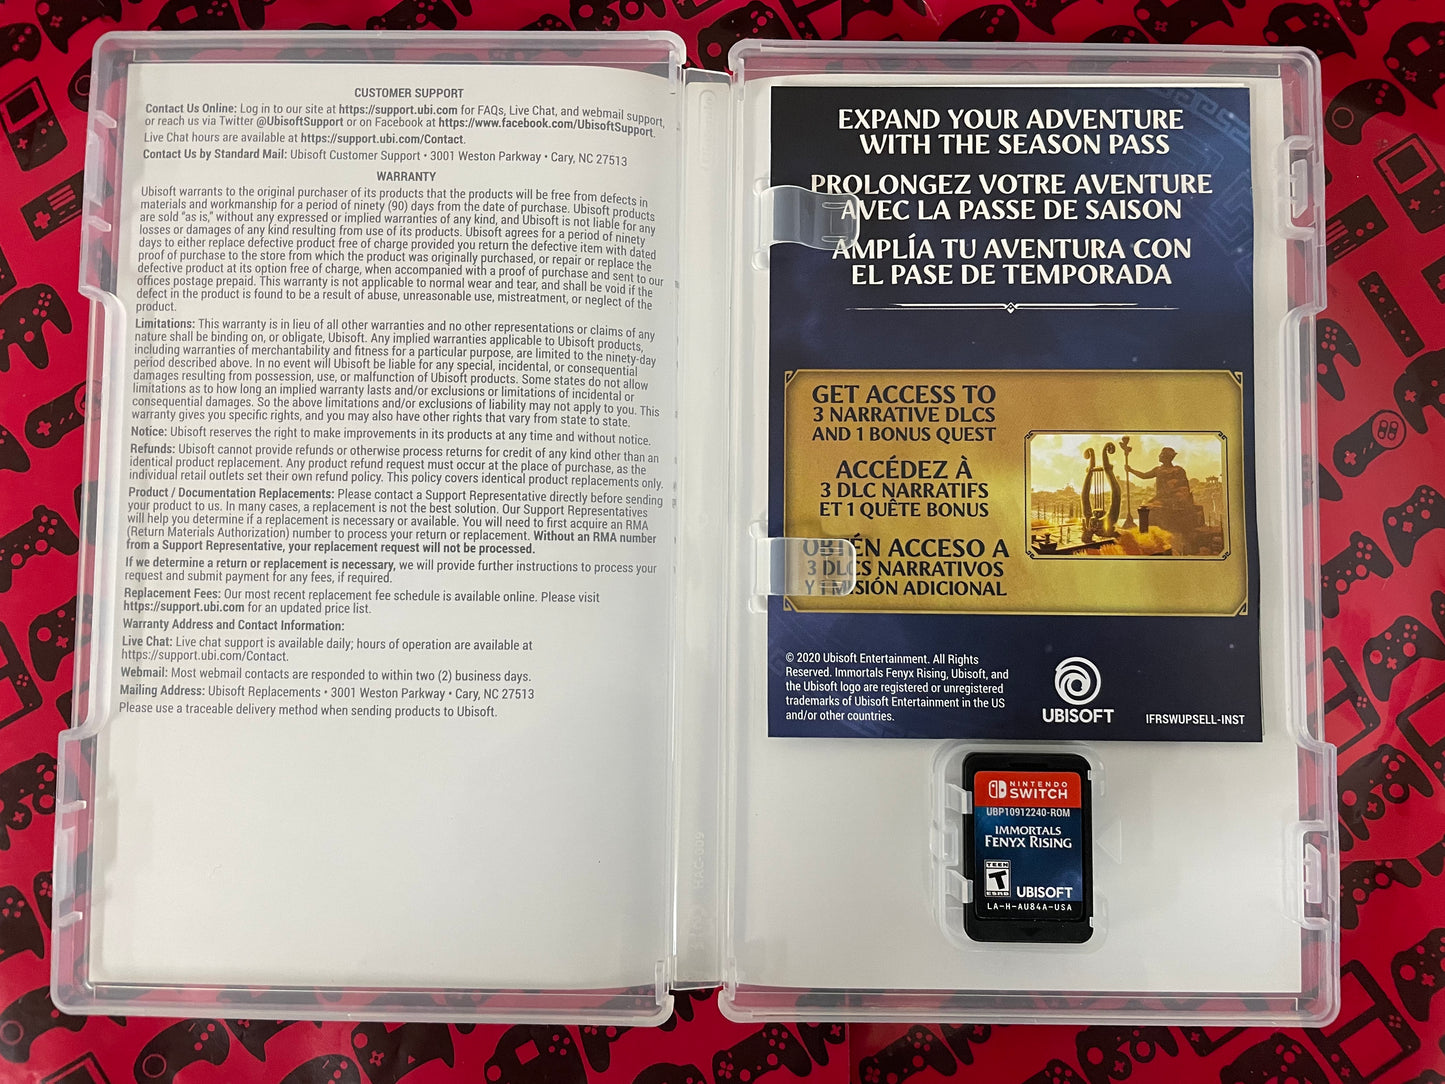 CUSTOMER SUPPORT
Contact Us Online: Log in to our site at https://support.ubi.com for FAQs, Live Chat, and webmail support,
or reach us via Twitter @UbisoftSupport or on Facebook at https://www.facebook.com/UbisoftSupport.
Live Chat hours are available at https://support.ubi.com/Contact.
Contact Us by Standard Mail: Ubisoft Customer Support • 3001 Weston Parkway • Cary, NC 27513
WARRANTY
Ubisoft warrants to the original purchaser of its products that the products will be free from defects in
materials and workmanship for a period of ninety (90) days from the date of purchase. Ubisoft products
are sold "as is," without any expressed or implied warranties of any kind, and Ubisoft is not liable for any
losses or damages of any kind resulting from use of its products. Ubisoft agrees for a period of ninety
days to either replace defective product free of charge provided you return the defective item with dated
proof of purchase to the store from which the product was originally purchased, or repair or replace the
defective product at its option free of charge, when accompanied with a proof of purchase and sent to our
offices postage prepaid. This warranty is not applicable to normal wear and tear, and shall be void if the
defect in the product is found to be a result of abuse, unreasonable use, mistreatment, or neglect of the
product.
Limitations: This warranty is in lieu of all other warranties and no other representations or claims of any
nature shall be binding on, or obligate, Ubisoft. Any implied warranties applicable to Ubisoft products,
including warranties of merchantability and fitness for a particular purpose, are limited to the ninety-day
period described above. In no event will Ubisoft be liable for any special, incidental, or consequential
damages resulting from possession, use, or malfunction of Ubisoft products. Some states do not allow
limitations as to how long an implied warranty lasts and/or exclusions or limitations of incidental or
consequential damages. So the above limitations and/or exclusions of liability may not apply to you. This
warranty gives you specific rights, and you may also have other rights that vary from state to state.
Notice: Ubisoft reserves the right to make improvements in its products at any time and without notice.
Refunds: Ubisoft cannot provide refunds or otherwise process returns for credit of any kind other than an
identical product replacement. Any product refund request must occur at the place of purchase, as the
individual retail outlets set their own refund policy. This policy covers identical product replacements only.
Product / Documentation Replacements: Please contact a Support Representative directly before sending
your product to us. In many cases, a replacement is not the best solution. Our Support Representatives
will help you determine if a replacement is necessary or available. You will need to first acquire an RMA
(Return Materials Authorization) number to process your return or replacement. Without an RMA number
from a Support Representative, your replacement request will not be processed.
If we determine a return or replacement is necessary, we will provide further instructions to process your
request and submit payment for any fees, if required.
Replacement Fees: Our most recent replacement fee schedule is available online. Please visit
https://support.ubi.com for an updated price list.
Warranty Address and Contact Information:
Live Chat: Live chat support is available daily; hours of operation are available at
https://support.ubi.com/Contact.
Webmail: Most webmail contacts are responded to within two (2) business days.
Mailing Address: Ubisoft Replacements • 3001 Weston Parkway • Cary, NC 27513
Please use a traceable delivery method when sending products to Ubisoft.
HAC-009
EXPAND YOUR ADVENTURE
WITH THE SEASON PASS
PROLONGEZ VOTRE AVENTURE
AVEC LA PASSE DE SAISON
AMPLÍA TU AVENTURA CON
EL PASE DE TEMPORADA
GET ACCESS TO
3 NARRATIVE DLCS
AND 1 BONUS QUEST
ACCÉDEZ À
3 DLC NARRATIFS
ET 1 QUÊTE BONUS
OBTÉN ACCESO A
3 DLCS NARRATIVOS
Y 1 MISIÓN ADICIONAL
© 2020 Ubisoft Entertainment. All Rights
Reserved. Immortals Fenyx Rising, Ubisoft, and
the Ubisoft logo are registered or unregistered
trademarks of Ubisoft Entertainment in the US
and/or other countries.
UBISOFT
IFRSWUPSELL-INST
NINTENDO
SWITCH
UBP10912240-ROM
IMMORTALS
FENYX RISING
TEEN
T
ESRB
UBISOFT
LA-H-AU84A-USA